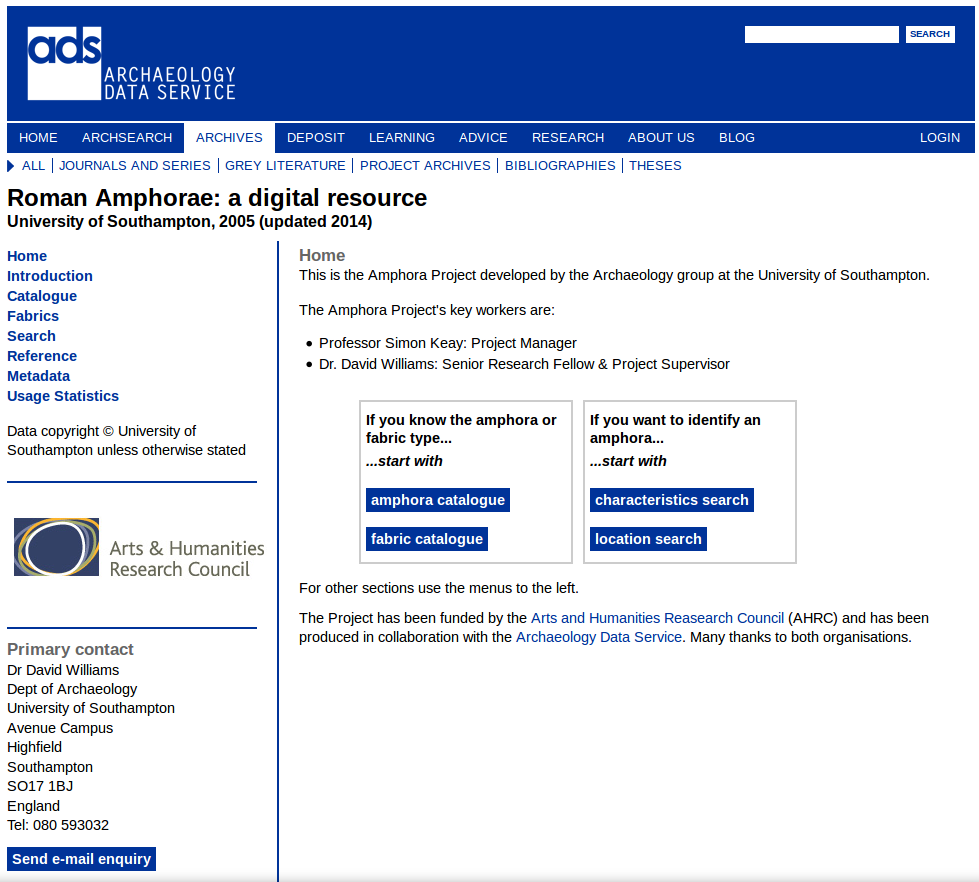 ads
ARCHAEOLOGY
DATA SERVICE
SEARCH
HOME ARCHSEARCH ARCHIVES DEPOSIT LEARNING ADVICE RESEARCH ABOUT US BLOG LOGIN
ALL JOURNALS AND SERIES GREY LITERATURE PROJECT ARCHIVES BIBLIOGRAPHIES THESES
Roman Amphorae: a digital resource
University of Southampton, 2005 (updated 2014)
Home
Introduction
Catalogue
Fabrics
Search
Reference
Metadata
Usage Statistics
Data copyright © University of
Southampton unless otherwise stated
Arts & Humanities
Research Council
Primary contact
Dr David Williams
Dept of Archaeology
University of Southampton
Avenue Campus
Highfield
Southampton
SO17 1BJ
England
Tel: 080 593032
Send e-mail enquiry
Home
This is the Amphora Project developed by the Archaeology group at the University of Southampton.
The Amphora Project's key workers are:
• Professor Simon Keay: Project Manager
• Dr. David Williams: Senior Research Fellow & Project Supervisor
If you know the amphora or
fabric type...
...start with
amphora catalogue
fabric catalogue
If you want to identify an
amphora...
...start with
characteristics search
location search
For other sections use the menus to the left.
The Project has been funded by the Arts and Humanities Reasearch Council (AHRC) and has been
produced in collaboration with the Archaeology Data Service. Many thanks to both organisations.